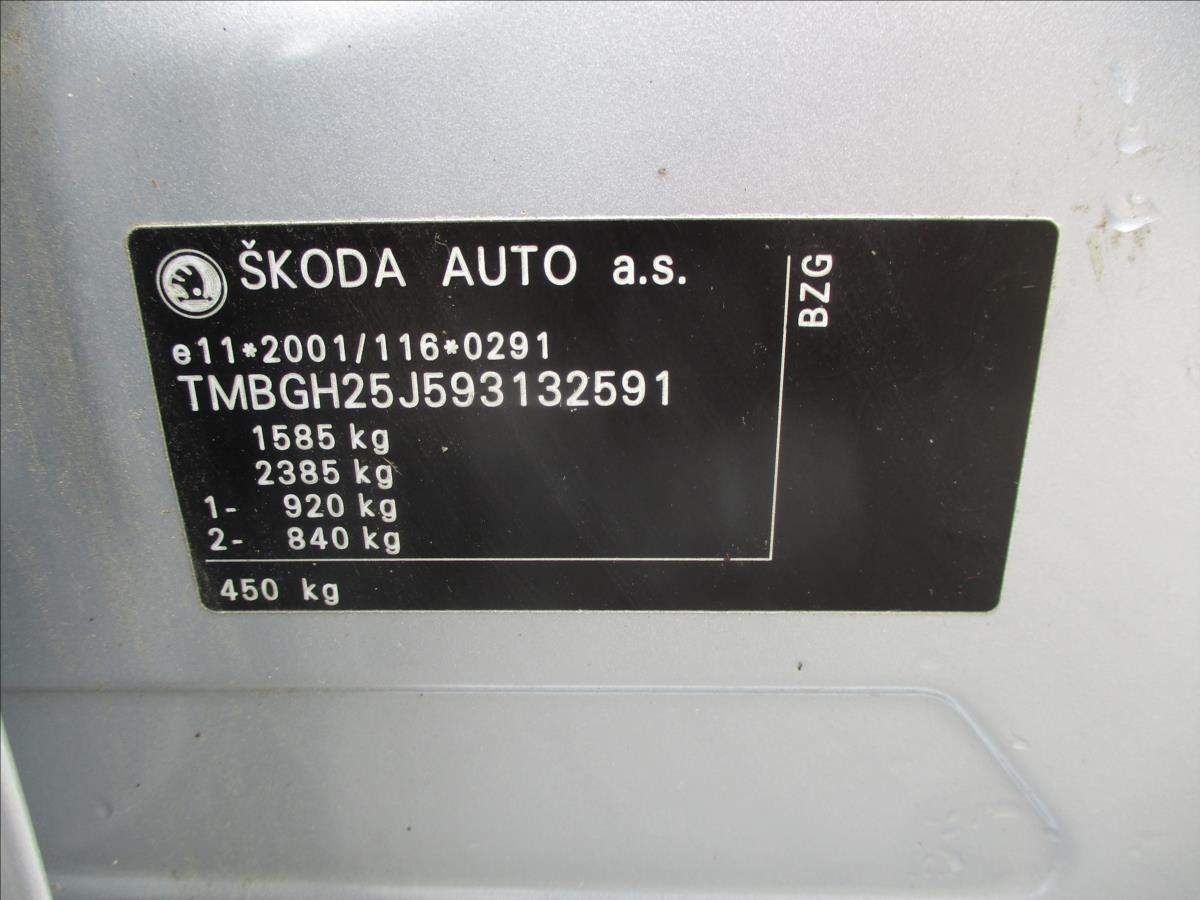 ŠKODA AUTO a.s.
BZG
e11*2001/116*0291
TMBGH25J593132591
1585 kg
2385 kg
1- 920 kg
2- 840 kg
450 kg